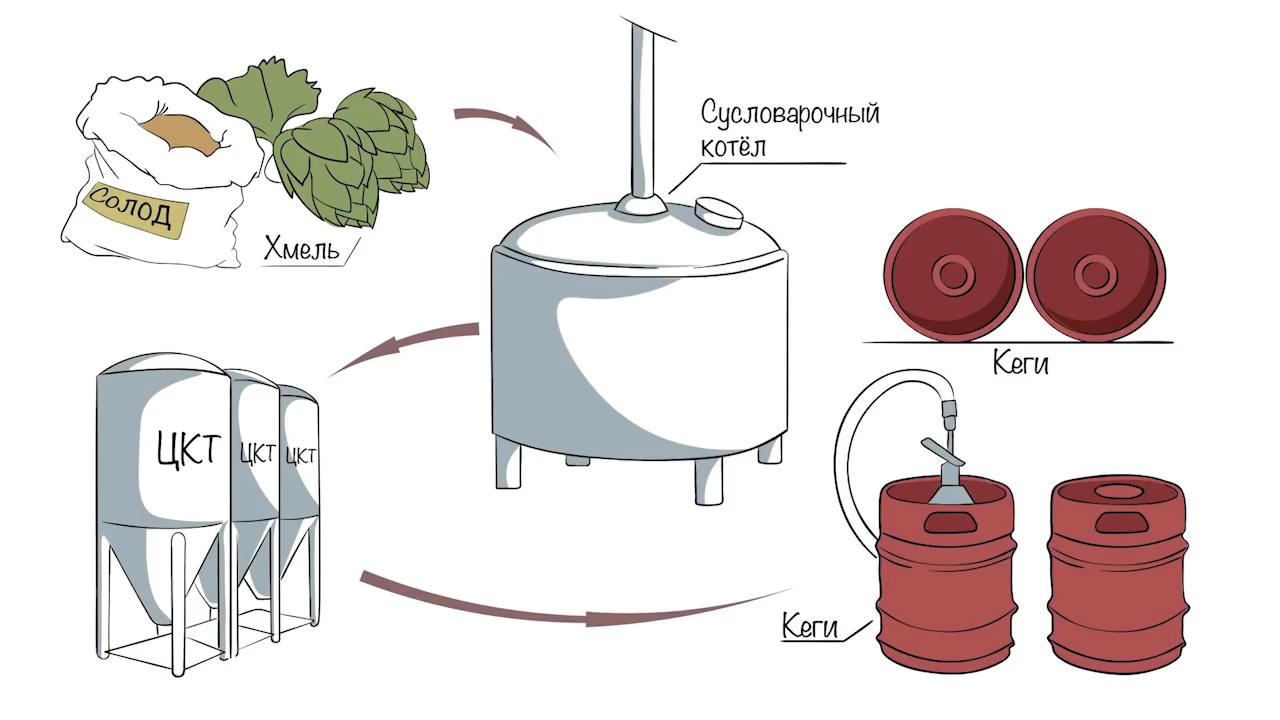 Солод
Хмель
Сусловарочный
котёл
Кеги
ЦКТ
ЦКТ
ЦКТ
Кеги